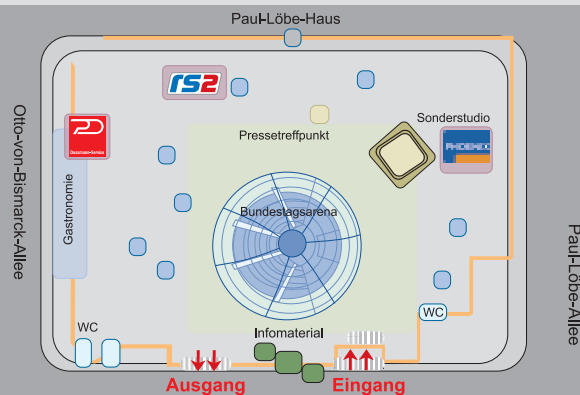 Paul-Löbe-Haus
rs2
Sonderstudio
PHOENIX
Pressetreffpunkt
Otto-von-Bismarck-Allee
Gastronomie
Bundestagsarena
Paul-Löbe-Allee
WC
WC
Infomaterial
Ausgang
Eingang